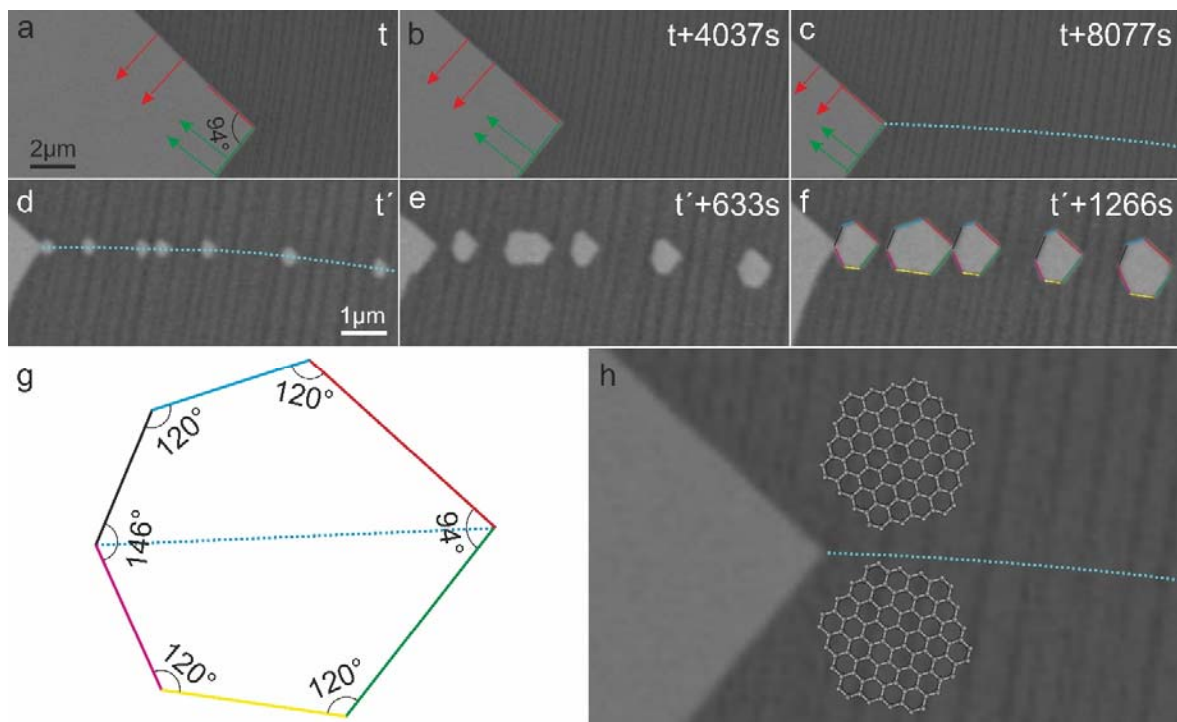 a
t
94°
2µm
b
t+4037s
c
t+8077s
d
t´
1µm
e
t´+633s
f
t´+1266s
g
120°
120°
146°
94°
120°
120°
h